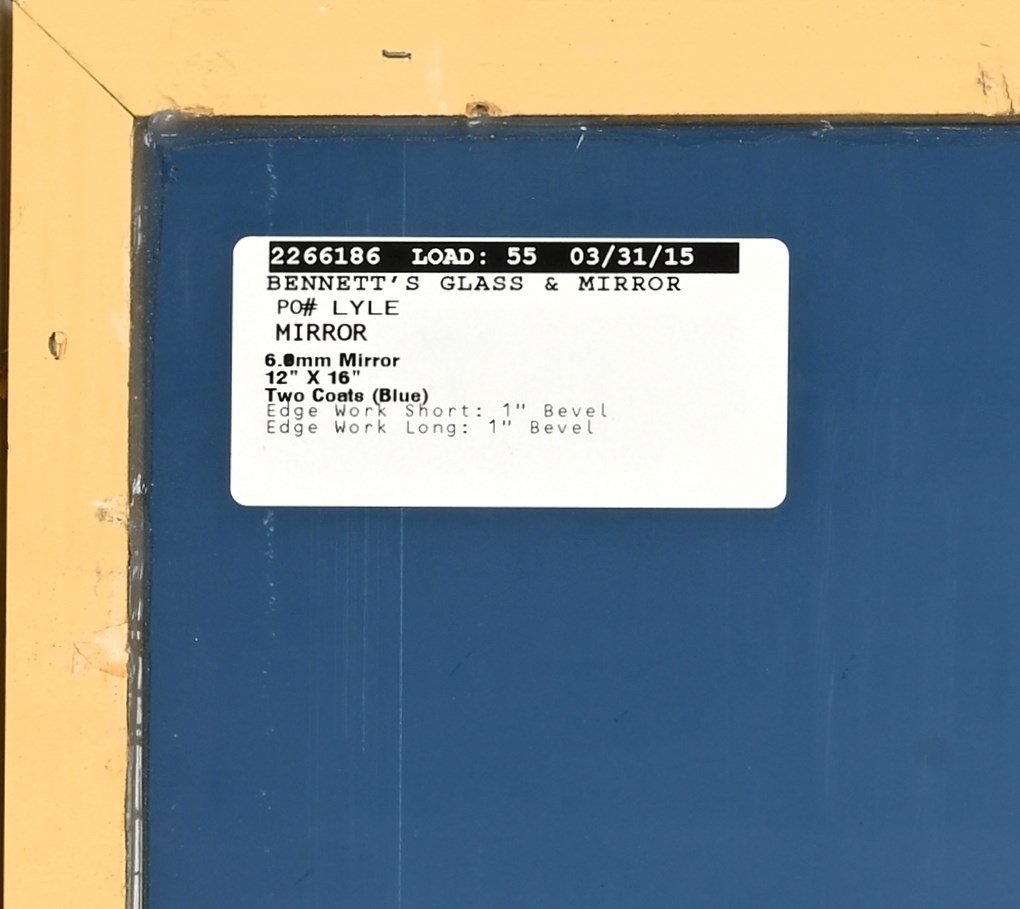 2266186 LOAD: 55 03/31/15
BENNETT'S GLASS & MIRROR
PO# LYLE
MIRROR
6.0mm Mirror
12" X 16"
Two Coats (Blue)
Edge Work Short: 1" Bevel
Edge Work Long: 1" Bevel